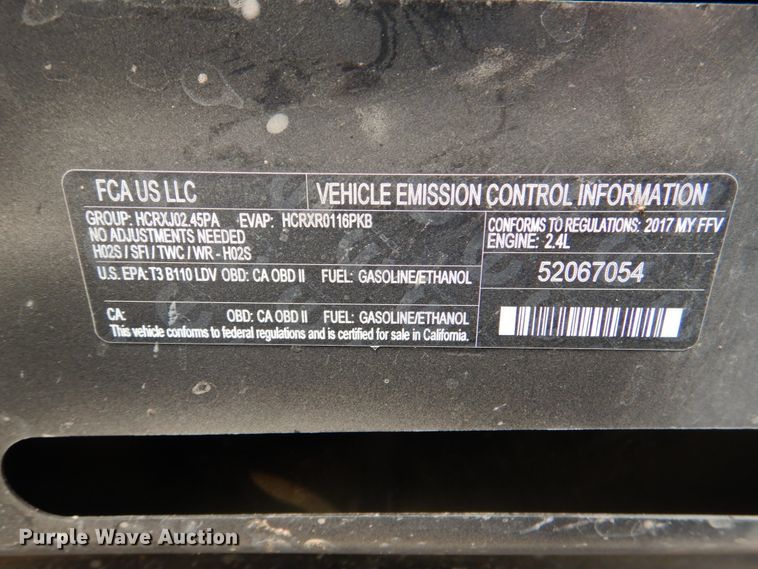 FCA US LLC
VEHICLE EMISSION CONTROL INFORMATION
GROUP: HCRXJ02.45PA EVAP: HCRXR0116PKB
NO ADJUSTMENTS NEEDED
H02S / SFI / TWC / WR - H02S
CONFORMS TO REGULATIONS: 2017 MY FFV
ENGINE: 2.4L
U.S. EPA: T3 B110 LDV OBD: CA OBD II FUEL: GASOLINE/ETHANOL
52067054
CA: OBD: CA OBD II FUEL: GASOLINE/ETHANOL
This vehicle conforms to federal regulations and is certified for sale in California.
Purple Wave Auction